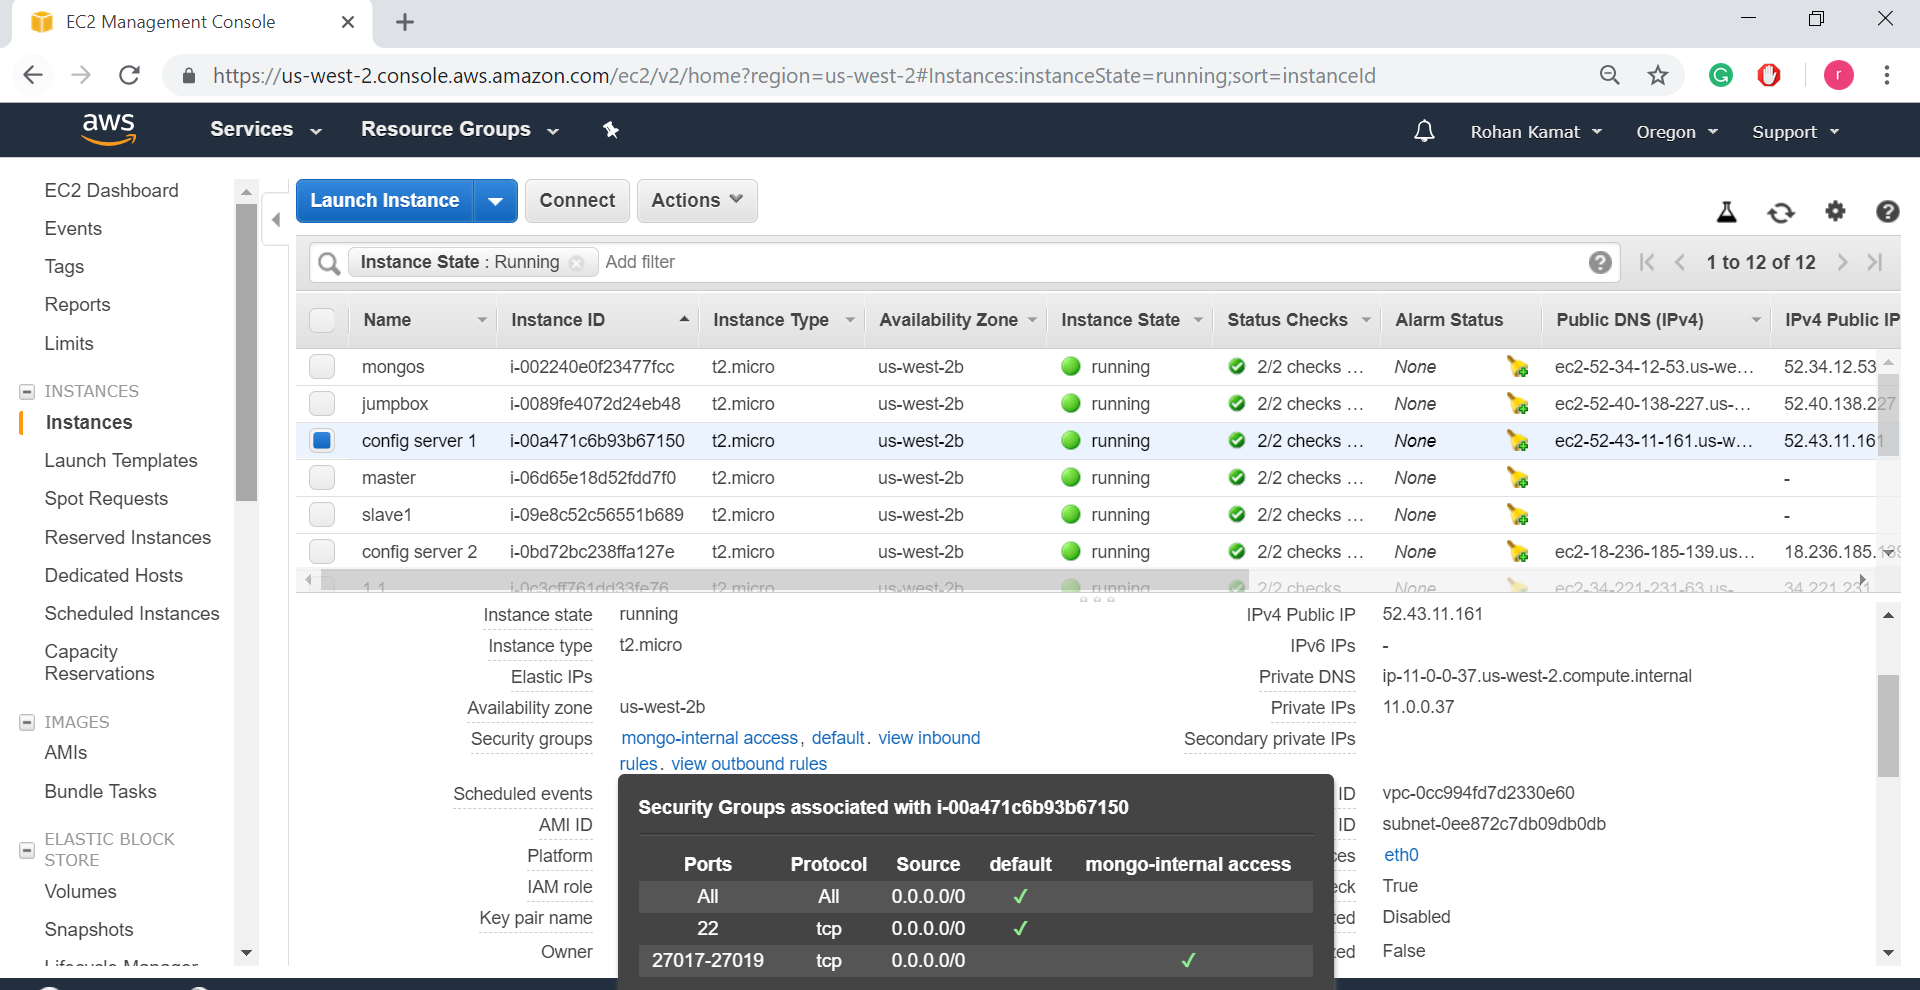 EC2 Management Console
https://us-west-2.console.aws.amazon.com/ec2/v2/home?region=us-west-2#Instances:instanceState=running;sort=instanceId
r
aws
Services
Resource Groups
Rohan Kamat
Oregon
Support
EC2 Dashboard
Events
Tags
Reports
Limits
INSTANCES
Instances
Launch Templates
Spot Requests
Reserved Instances
Dedicated Hosts
Scheduled Instances
Capacity
Reservations
IMAGES
AMIs
Bundle Tasks
ELASTIC BLOCK
STORE
Volumes
Snapshots
Lifecycle Manager
Launch Instance
Connect
Actions
Instance State : Running
Add filter
1 to 12 of 12
Name Instance ID Instance Type Availability Zone Instance State Status Checks Alarm Status Public DNS (IPv4) IPv4 Public IP
mongos i-002240e0f23477fcc t2.micro us-west-2b running 2/2 checks ... None ec2-52-34-12-53.us-we... 52.34.12.53
jumpbox i-0089fe4072d24eb48 t2.micro us-west-2b running 2/2 checks ... None ec2-52-40-138-227.us-... 52.40.138.227
config server 1 i-00a471c6b93b67150 t2.micro us-west-2b running 2/2 checks ... None ec2-52-43-11-161.us-w... 52.43.11.161
master i-06d65e18d52fdd7f0 t2.micro us-west-2b running 2/2 checks ... None -
slave1 i-09e8c52c56551b689 t2.micro us-west-2b running 2/2 checks ... None -
config server 2 i-0bd72bc238ffa127e t2.micro us-west-2b running 2/2 checks ... None ec2-18-236-185-139.us... 18.236.185.139
1.1 i-0c3cff761dd33fe76 t2.micro us-west-2b running 2/2 checks ... None ec2-34-221-231-63.us-... 34.221.231
Instance state running
Instance type t2.micro
Elastic IPs
Availability zone us-west-2b
Security groups mongo-internal access, default. view inbound
rules. view outbound rules
Scheduled events
AMI ID
Platform
IAM role
Key pair name
Owner
IPv4 Public IP 52.43.11.161
IPv6 IPs -
Private DNS ip-11-0-0-37.us-west-2.compute.internal
Private IPs 11.0.0.37
Secondary private IPs
ID vpc-0cc994fd7d2330e60
ID subnet-0ee872c7db09db0db
ces eth0
eck True
ted Disabled
ed False
Security Groups associated with i-00a471c6b93b67150
Ports Protocol Source default mongo-internal access
All All 0.0.0.0/0 ✓
22 tcp 0.0.0.0/0 ✓
27017-27019 tcp 0.0.0.0/0 ✓